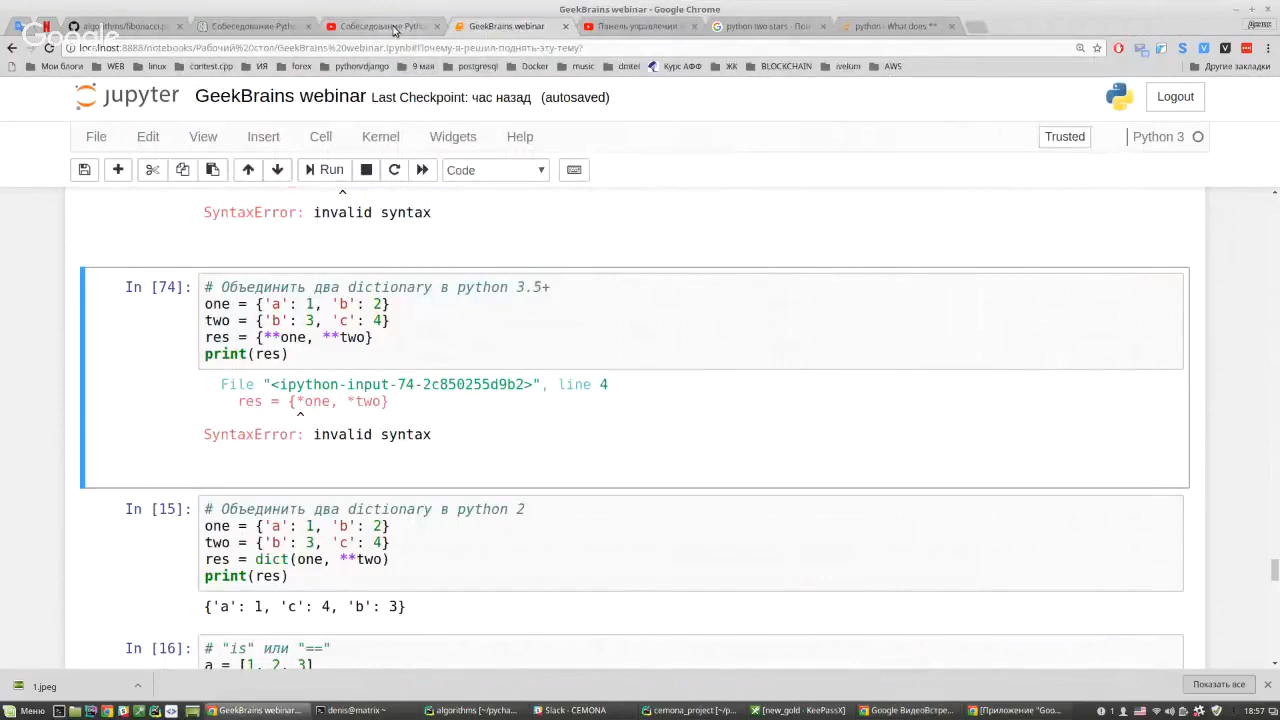 GeekBrains webinar - Google Chrome
algorithms/fibonacci.p
Собеседование Python
Собеседование Python
GeekBrains webinar
Панель управления
python two stars - Пои
python - What does **
Google
localhost:8888/notebooks/Рабочий стол/GeekBrains%20webinar.ipynb#Почему-я-решил-поднять-эту-тему?
Мои блоги
WEB
linux
contest.cpp
ИЯ
forex
python/django
9 мая
postgresql
Docker
music
dmtel
Курс АФФ
ЖК
BLOCKCHAIN
ivelum
AWS
Другие закладки
jupyter GeekBrains webinar Last Checkpoint: час назад (autosaved)
Logout
File Edit View Insert Cell Kernel Widgets Help
Trusted
Python 3
Run
Code
^
SyntaxError: invalid syntax
In [74]:
# Объединить два dictionary в python 3.5+
one = {'a': 1, 'b': 2}
two = {'b': 3, 'c': 4}
res = {**one, **two}
print(res)
File "<ipython-input-74-2c850255d9b2>", line 4
res = {*one, *two}
^
SyntaxError: invalid syntax
In [15]:
# Объединить два dictionary в python 2
one = {'a': 1, 'b': 2}
two = {'b': 3, 'c': 4}
res = dict(one, **two)
print(res)
{'a': 1, 'c': 4, 'b': 3}
In [16]:
# "is" или "=="
a = [1, 2, 3]
1.jpeg
Показать все
Меню
GeekBrains webinar...
denis@matrix ~
algorithms [~/pycha...
Slack - CEMONA
cemona_project [~/p...
[new_gold - KeePassX]
Google ВидеоВстре...
[Приложение "Goo...
18:57